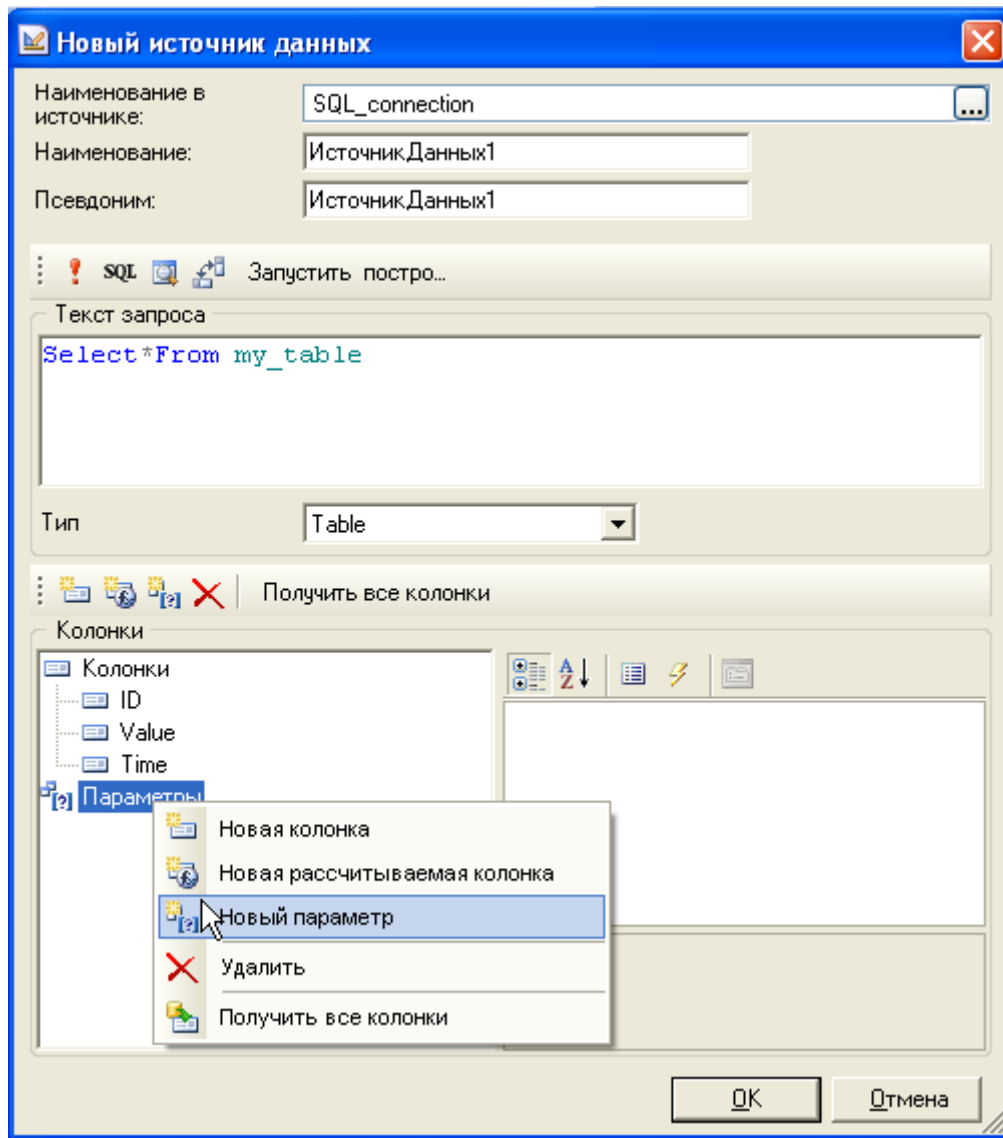 Новый источник данных
Наименование в
источнике:
SQL_connection
...
Наименование:
ИсточникДанных1
Псевдоним:
ИсточникДанных1
SQL
Запустить постро...
Текст запроса
Select*From my_table
Тип
Table
Получить все колонки
Колонки
Колонки
ID
Value
Time
Параметры
Новая колонка
Новая рассчитываемая колонка
Новый параметр
Удалить
Получить все колонки
OK
Отмена